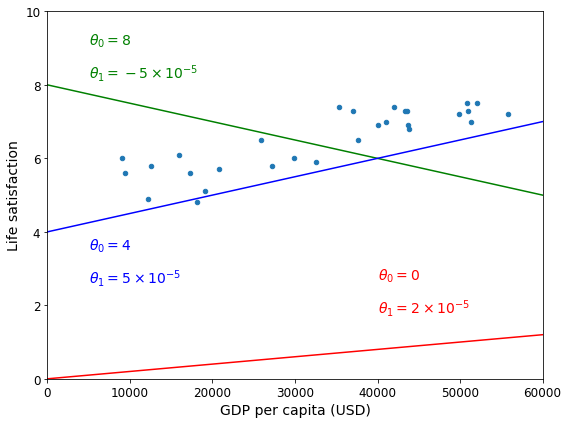 10
8
6
4
2
0
Life satisfaction
θ₀ = 8
θ₁ = −5 × 10⁻⁵
θ₀ = 4
θ₁ = 5 × 10⁻⁵
θ₀ = 0
θ₁ = 2 × 10⁻⁵
0 10000 20000 30000 40000 50000 60000
GDP per capita (USD)